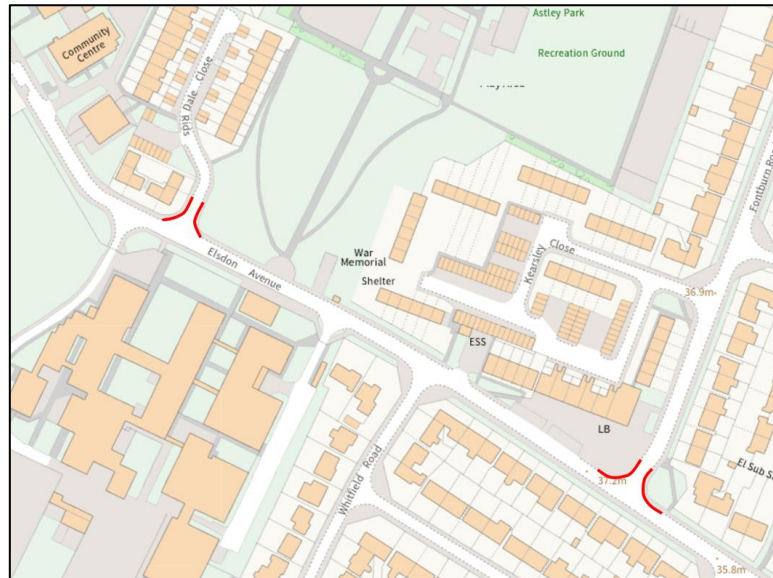 Astley Park
Recreation Ground
Community
Centre
Rids Dale Close
Elsdon Avenue
War
Memorial
Shelter
Kearsley
Close
36.9m
ESS
Whitfield Road
LB
37.2m
El Sub S
35.8m